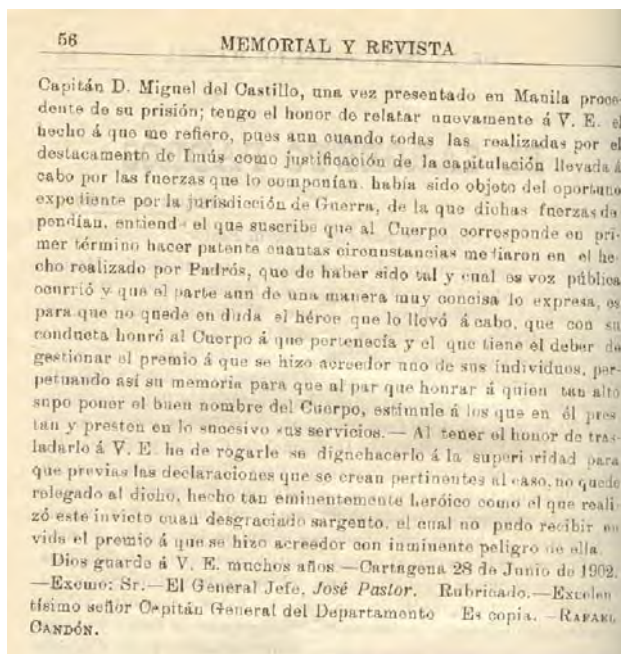 56
MEMORIAL Y REVISTA
Capitán D. Miguel del Castillo, una vez presentado en Manila proce-
dente de su prisión; tengo el honor de relatar nuevamente á V. E. el
hecho á que me refiero, pues aun cuando todas las realizadas por el
destacamento de Imús como justificación de la capitulación llevada á
cabo por las fuerzas que lo componían, había sido objeto del oportuno
expediente por la jurisdicción de Guerra, de la que dichas fuerzas de
pendían, entiende el que suscribe que al Cuerpo corresponde en pri-
mer término hacer patente cuantas circunstancias mediaron en el he-
cho realizado por Padrós, que de haber sido tal y cual es voz pública
ocurrió y que el parte aun de una manera muy concisa lo expresa, es
para que no quede en duda el héroe que lo llevó á cabo, que con su
conducta honró al Cuerpo á que pertenecía y el que tiene el deber de
gestionar el premio á que se hizo acreedor uno de sus individuos, per-
petuando así su memoria para que al par que honrar á quien tan alto
supo poner el buen nombre del Cuerpo, estimule á los que en él pres
tan y presten en lo sucesivo sus servicios.— Al tener el honor de tras-
ladarlo á V. E. he de rogarle se digne hacerlo á la superioridad para
que previas las declaraciones que se crean pertinentes al caso, no quede
relegado al dicho, hecho tan eminentemente heróico como el que reali-
zó este invicto cuan desgraciado sargento, el cual no pudo recibir en
vida el premio á que se hizo acreedor con inminente peligro de ella.
Dios guarde á V. E. muchos años.—Cartagena 28 de Junio de 1902.
—Excmo: Sr.—El General Jefe, José Pastor. Rubricado.—Excelen
tísimo señor Capitán General del Departamento Es copia. —RAFAEL
CANDÓN.